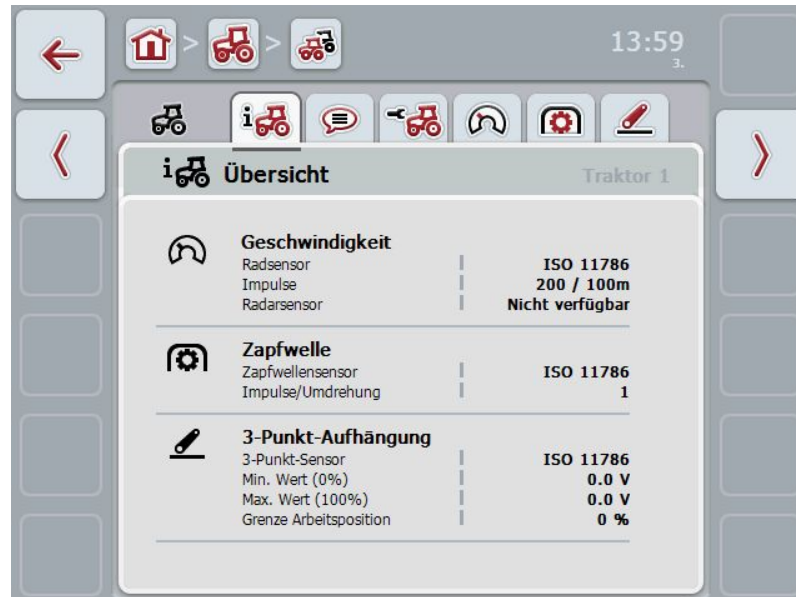 > >
13:59
3.
i
i Übersicht Traktor 1
Geschwindigkeit
Radsensor ISO 11786
Impulse 200 / 100m
Radarsensor Nicht verfügbar
Zapfwelle
Zapfwellensensor ISO 11786
Impulse/Umdrehung 1
3-Punkt-Aufhängung
3-Punkt-Sensor ISO 11786
Min. Wert (0%) 0.0 V
Max. Wert (100%) 0.0 V
Grenze Arbeitsposition 0 %